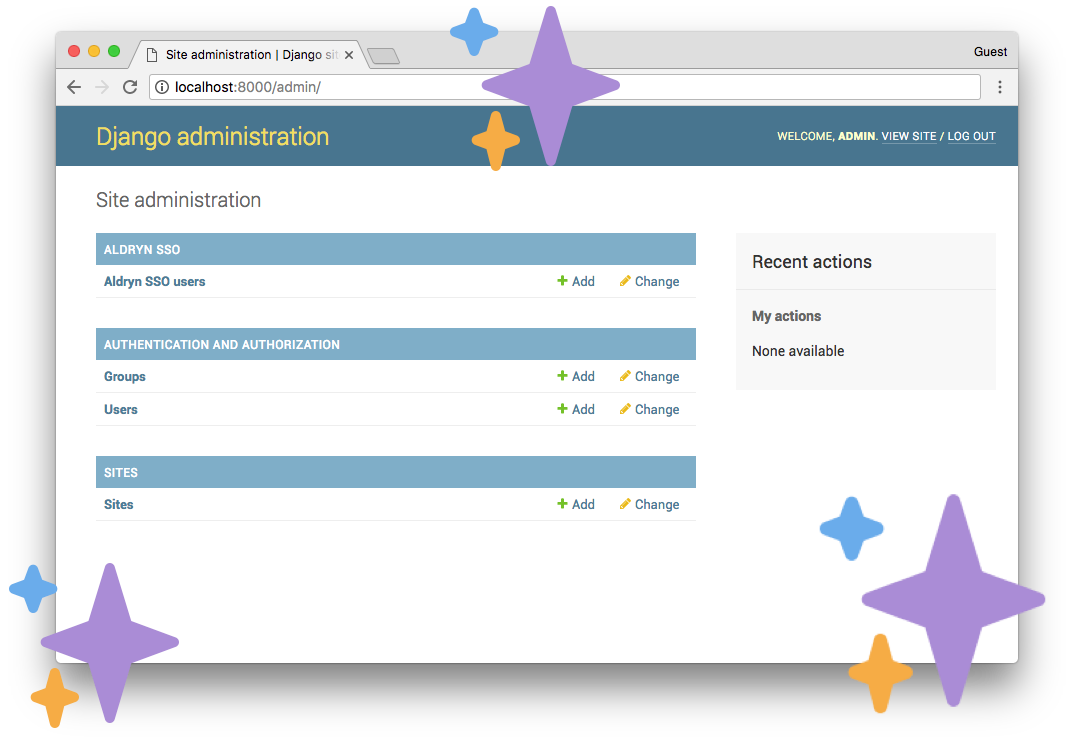 Site administration | Django sit
Guest
localhost:8000/admin/
Django administration
WELCOME, ADMIN. VIEW SITE / LOG OUT
Site administration
ALDRYN SSO
Aldryn SSO users Add Change
AUTHENTICATION AND AUTHORIZATION
Groups Add Change
Users Add Change
SITES
Sites Add Change
Recent actions
My actions
None available